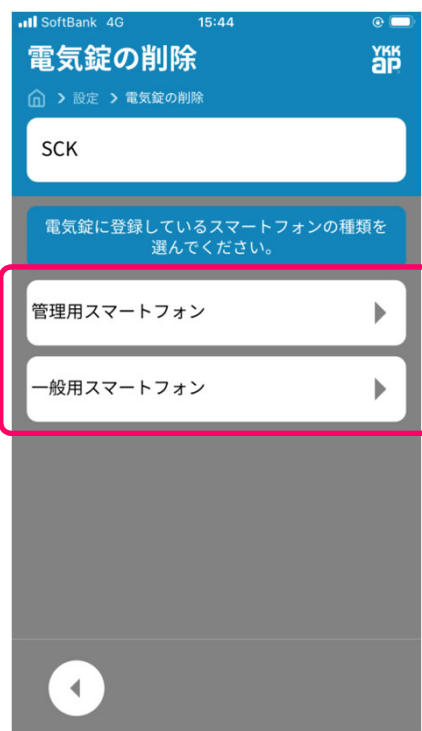 SoftBank 4G 15:44
電気錠の削除
YKK
ap
設定 > 電気錠の削除
SCK
電気錠に登録しているスマートフォンの種類を
選んでください。
管理用スマートフォン
一般用スマートフォン